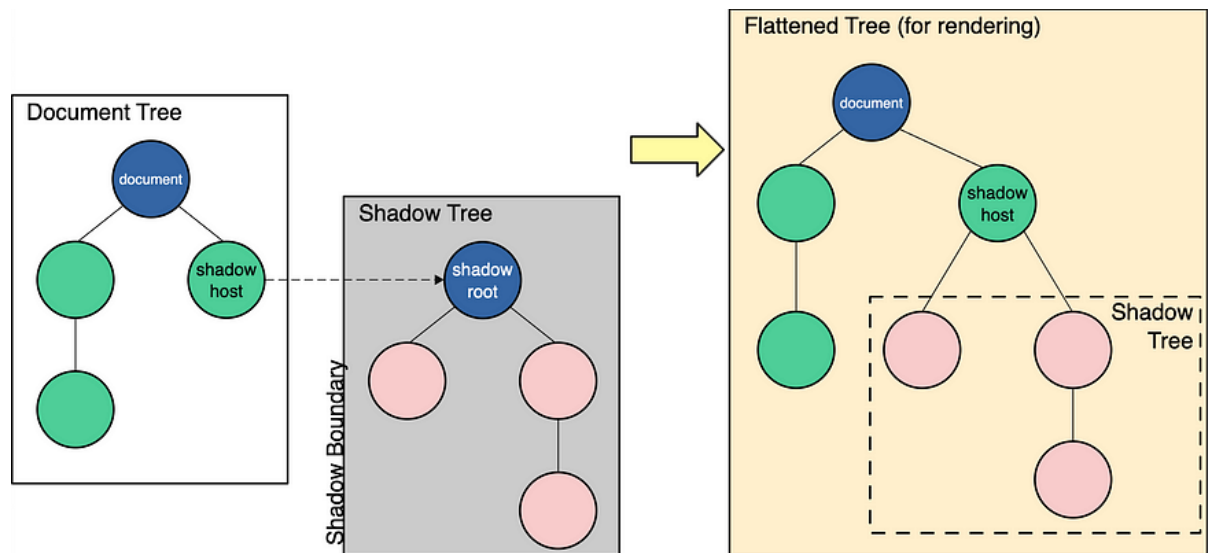 Document Tree
document
shadow
host
Shadow Tree
shadow
root
Shadow Boundary
Flattened Tree (for rendering)
document
shadow
host
Shadow
Tree